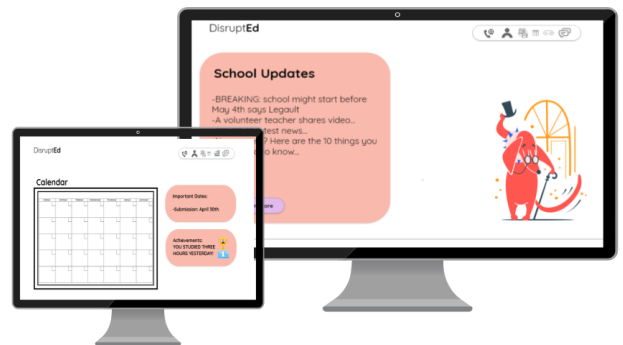 DisruptEd
School Updates
-BREAKING: school might start before
May 4th says Legault
-A volunteer teacher shares video...
test news...
? Here are the 10 things you
to know...
ore
DisruptEd
Calendar
Important Dates:
-Submission: April 30th
Achievements:
YOU STUDIED THREE
HOURS YESTERDAY!